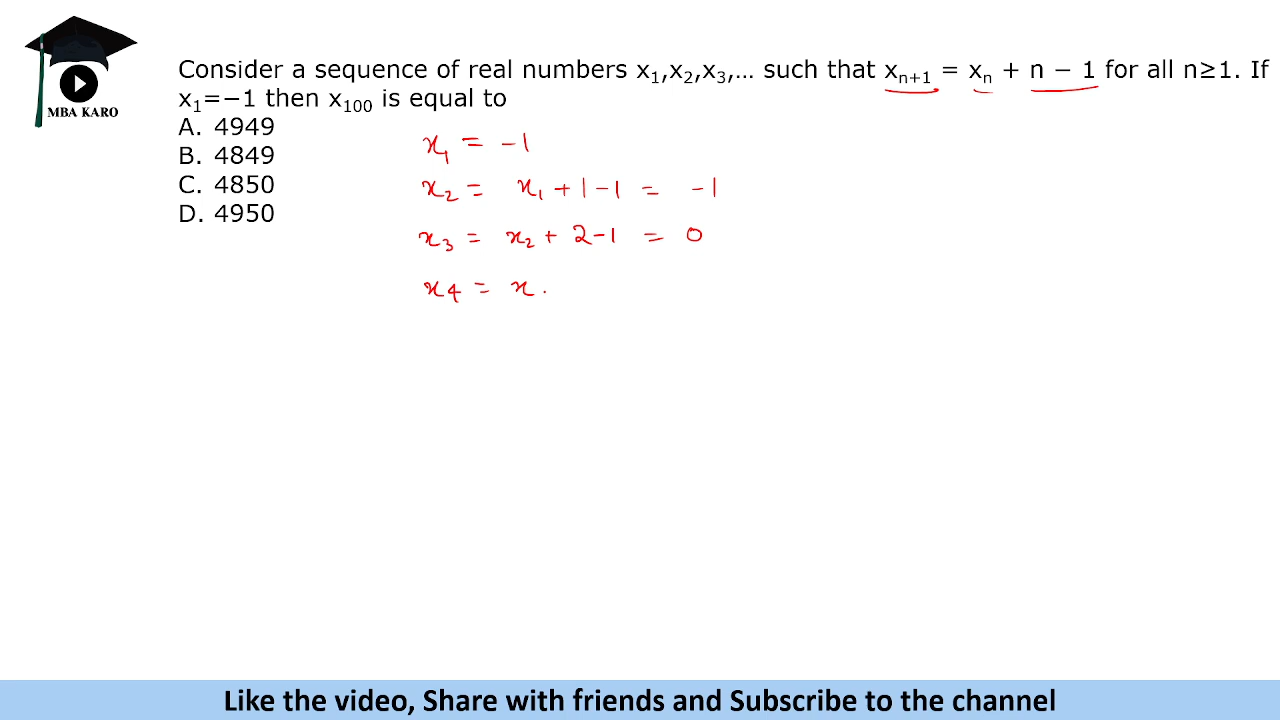 MBA KARO
Consider a sequence of real numbers x₁,x₂,x₃,… such that xₙ₊₁ = xₙ + n − 1 for all n≥1. If
x₁=−1 then x₁₀₀ is equal to
A. 4949
B. 4849
C. 4850
D. 4950
x₁ = -1
x₂ = x₁ + 1 - 1 = -1
x₃ = x₂ + 2 - 1 = 0
x₄ = x
Like the video, Share with friends and Subscribe to the channel